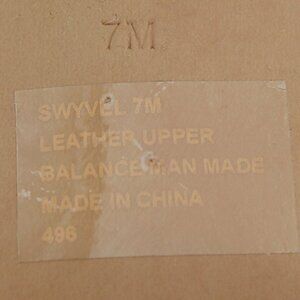 7M
SWYVEL 7M
LEATHER UPPER
BALANCE MAN MADE
MADE IN CHINA
496